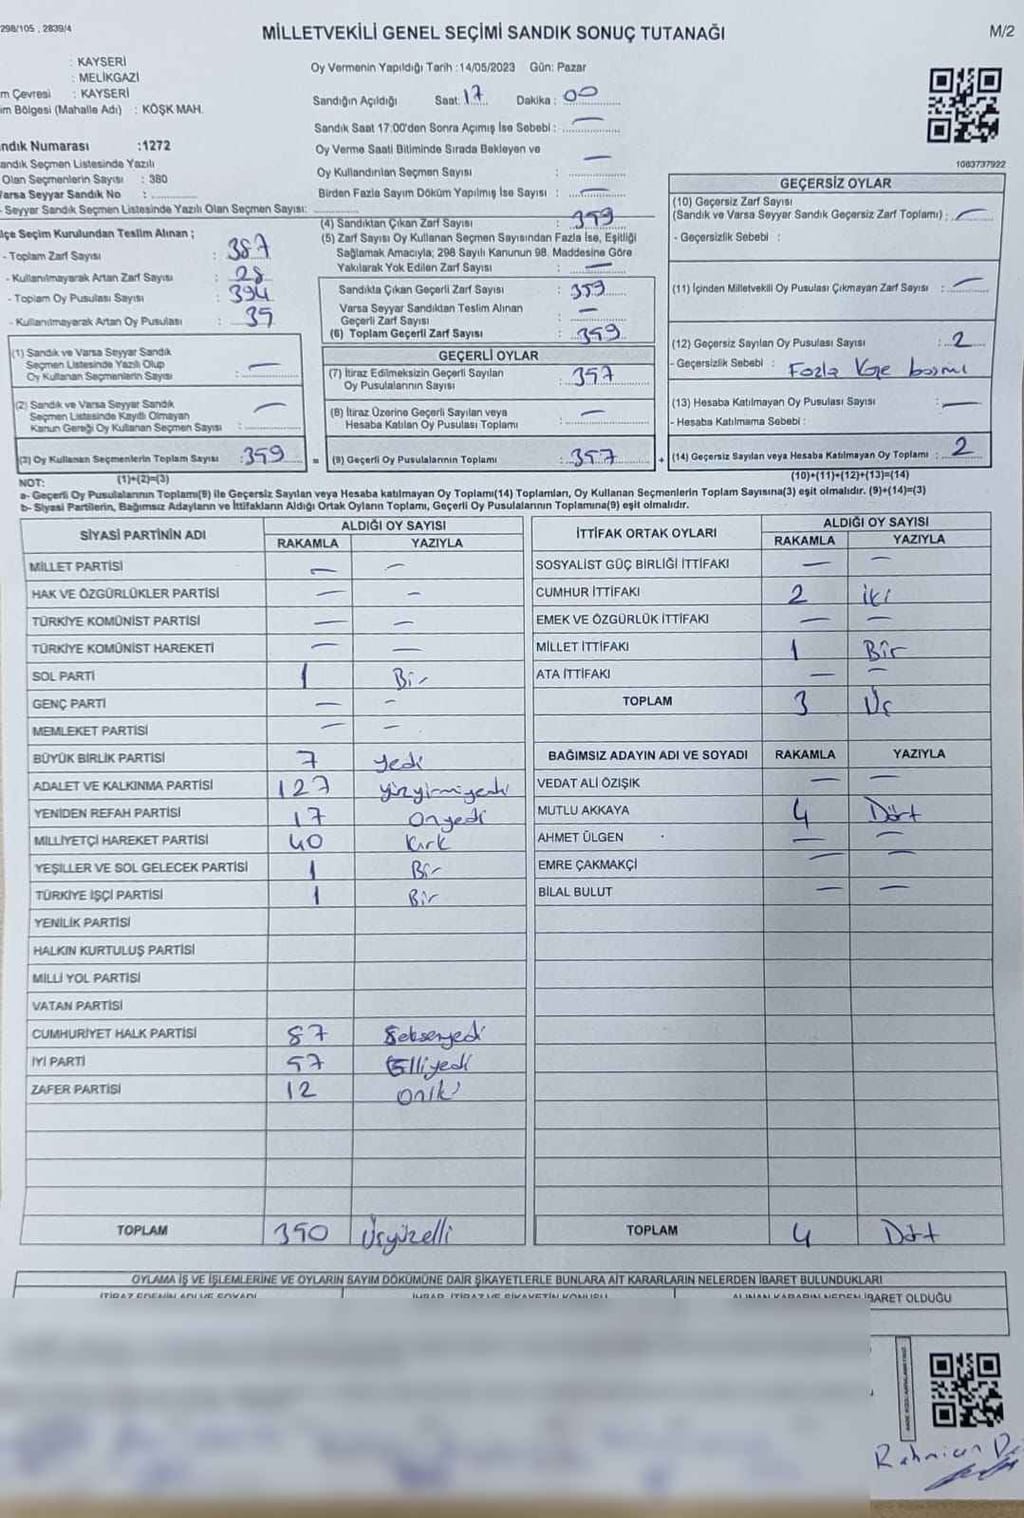 298/105 , 2839/4
MİLLETVEKİLİ GENEL SEÇİMİ SANDIK SONUÇ TUTANAĞI
M/2
: KAYSERİ
: MELİKGAZİ
m Çevresi : KAYSERİ
im Bölgesi (Mahalle Adı) : KÖŞK MAH.
ndık Numarası :1272
andık Seçmen Listesinde Yazılı
Olan Seçmenlerin Sayısı : 380
Varsa Seyyar Sandık No :
- Seyyar Sandık Seçmen Listesinde Yazılı Olan Seçmen Sayısı:
lçe Seçim Kurulundan Teslim Alınan ;
- Toplam Zarf Sayısı : 387
- Kullanılmayarak Artan Zarf Sayısı : 28
- Toplam Oy Pusulası Sayısı : 394
- Kullanılmayarak Artan Oy Pusulası : 35
(1) Sandık ve Varsa Seyyar Sandık
Seçmen Listesinde Yazılı Olup
Oy Kullanan Seçmenlerin Sayısı : —
(2) Sandık ve Varsa Seyyar Sandık
Seçmen Listesinde Kayıtlı Olmayan
Kanun Gereği Oy Kullanan Seçmen Sayısı : —
(3) Oy Kullanan Seçmenlerin Toplam Sayısı :359
Oy Vermenin Yapıldığı Tarih :14/05/2023 Gün: Pazar
Sandığın Açıldığı Saat: 17 Dakika : 00
Sandık Saat 17:00'den Sonra Açımış İse Sebebi : —
Oy Verme Saati Bitiminde Sırada Bekleyen ve
Oy Kullandırılan Seçmen Sayısı : —
Birden Fazla Sayım Döküm Yapılmış İse Sayısı : —
(4) Sandıktan Çıkan Zarf Sayısı : 359
(5) Zarf Sayısı Oy Kullanan Seçmen Sayısından Fazla İse, Eşitliği
Sağlamak Amacıyla; 298 Sayılı Kanunun 98. Maddesine Göre
Yakılarak Yok Edilen Zarf Sayısı : —
Sandıkta Çıkan Geçerli Zarf Sayısı : 359
Varsa Seyyar Sandıktan Teslim Alınan
Geçerli Zarf Sayısı : —
(6) Toplam Geçerli Zarf Sayısı : 359
GEÇERLİ OYLAR
(7) İtiraz Edilmeksizin Geçerli Sayılan
Oy Pusulalarının Sayısı : 357
(8) İtiraz Üzerine Geçerli Sayılan veya
Hesaba Katılan Oy Pusulası Toplamı : —
= (9) Geçerli Oy Pusulalarının Toplamı : 357
1083737922
GEÇERSİZ OYLAR
(10) Geçersiz Zarf Sayısı
(Sandık ve Varsa Seyyar Sandık Geçersiz Zarf Toplamı) : —
- Geçersizlik Sebebi :
(11) İçinden Milletvekili Oy Pusulası Çıkmayan Zarf Sayısı : —
(12) Geçersiz Sayılan Oy Pusulası Sayısı : 2
- Geçersizlik Sebebi : Fazla Kaşe basımı
(13) Hesaba Katılmayan Oy Pusulası Sayısı : —
- Hesaba Katılmama Sebebi :
+ (14) Geçersiz Sayılan veya Hesaba Katılmayan Oy Toplamı : 2
NOT: (1)+(2)=(3) (10)+(11)+(12)+(13)=(14)
a- Geçerli Oy Pusulalarının Toplamı(9) ile Geçersiz Sayılan veya Hesaba katılmayan Oy Toplamı(14) Toplamları, Oy Kullanan Seçmenlerin Toplam Sayısına(3) eşit olmalıdır. (9)+(14)=(3)
b- Siyasi Partilerin, Bağımsız Adayların ve İttifakların Aldığı Ortak Oyların Toplamı, Geçerli Oy Pusulalarının Toplamına(9) eşit olmalıdır.
SİYASİ PARTİNİN ADI ALDIĞI OY SAYISI
RAKAMLA YAZIYLA
MİLLET PARTİSİ — —
HAK VE ÖZGÜRLÜKLER PARTİSİ — —
TÜRKİYE KOMÜNİST PARTİSİ — —
TÜRKİYE KOMÜNİST HAREKETİ — —
SOL PARTİ 1 Bir
GENÇ PARTİ — —
MEMLEKET PARTİSİ — —
BÜYÜK BİRLİK PARTİSİ 7 Yedi
ADALET VE KALKINMA PARTİSİ 127 Yüzyirmiyedi
YENİDEN REFAH PARTİSİ 17 Onyedi
MİLLİYETÇİ HAREKET PARTİSİ 40 Kırk
YEŞİLLER VE SOL GELECEK PARTİSİ 1 Bir
TÜRKİYE İŞÇİ PARTİSİ 1 Bir
YENİLİK PARTİSİ
HALKIN KURTULUŞ PARTİSİ
MİLLİ YOL PARTİSİ
VATAN PARTİSİ
CUMHURİYET HALK PARTİSİ 87 Seksenyedi
İYİ PARTİ 57 Elliyedi
ZAFER PARTİSİ 12 Oniki
TOPLAM 350 Üçyüzelli
İTTİFAK ORTAK OYLARI ALDIĞI OY SAYISI
RAKAMLA YAZIYLA
SOSYALİST GÜÇ BİRLİĞİ İTTİFAKI — —
CUMHUR İTTİFAKI 2 İki
EMEK VE ÖZGÜRLÜK İTTİFAKI — —
MİLLET İTTİFAKI 1 Bir
ATA İTTİFAKI — —
TOPLAM 3 Üç
BAĞIMSIZ ADAYIN ADI VE SOYADI RAKAMLA YAZIYLA
VEDAT ALİ ÖZIŞIK — —
MUTLU AKKAYA 4 Dört
AHMET ÜLGEN — —
EMRE ÇAKMAKÇİ — —
BİLAL BULUT — —
TOPLAM 4 Dört
OYLAMA İŞ VE İŞLEMLERİNE VE OYLARIN SAYIM DÖKÜMÜNE DAİR ŞİKAYETLERLE BUNLARA AİT KARARLARIN NELERDEN İBARET BULUNDUKLARI
İTİRAZ EDENİN ADI VE SOYADI İHBAR, İTİRAZ VE ŞİKAYETİN KONUSU ALINAN KARARIN NEDEN İBARET OLDUĞU